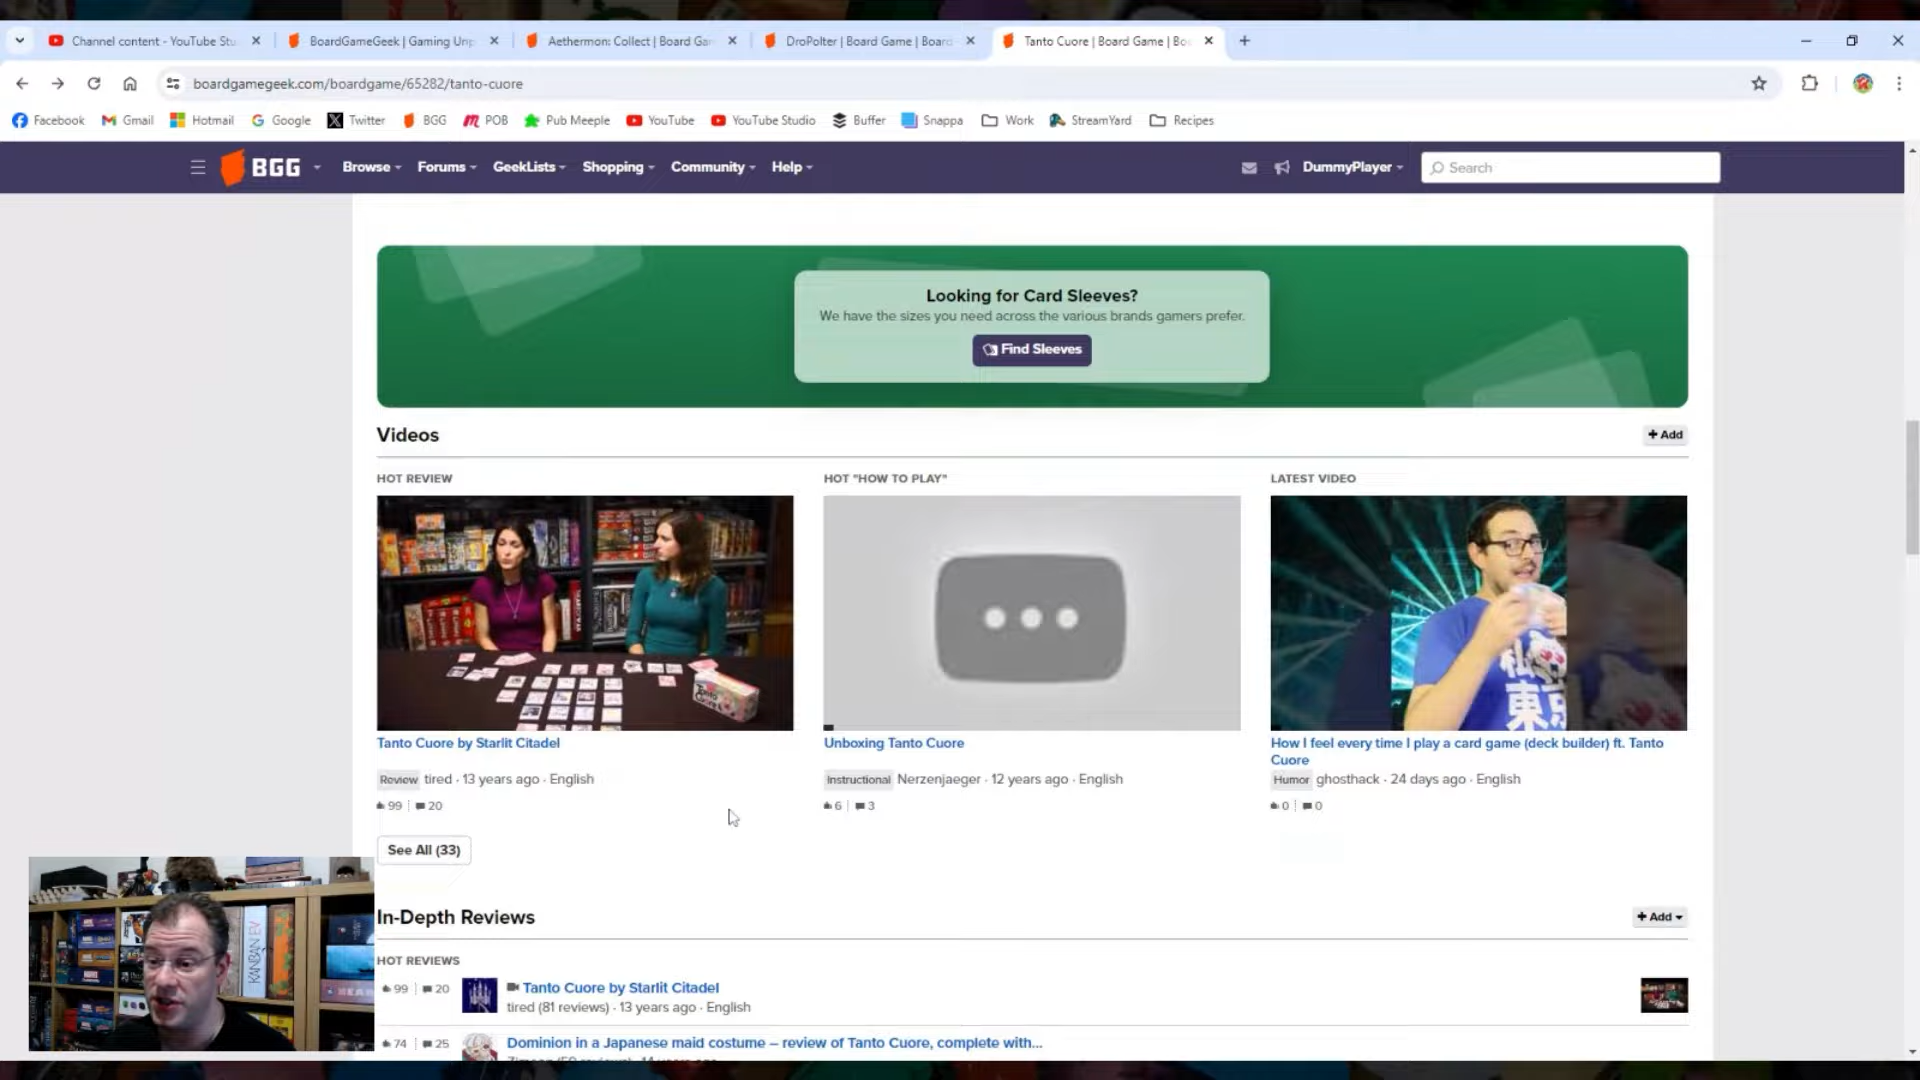 Channel content - YouTube Stu
BoardGameGeek | Gaming Unp
Aethermon: Collect | Board Gam
DroPolter | Board Game | Board
Tanto Cuore | Board Game | Bo
boardgamegeek.com/boardgame/65282/tanto-cuore
Facebook Gmail Hotmail Google Twitter BGG POB Pub Meeple YouTube YouTube Studio Buffer Snappa Work StreamYard Recipes
BGG Browse Forums GeekLists Shopping Community Help DummyPlayer Search
Looking for Card Sleeves?
We have the sizes you need across the various brands gamers prefer.
Find Sleeves
Videos + Add
HOT REVIEW
HOT "HOW TO PLAY"
LATEST VIDEO
Tanto Cuore
私
東京
Tanto Cuore by Starlit Citadel
Review tired · 13 years ago · English
99 | 20
Unboxing Tanto Cuore
Instructional Nerzenjaeger · 12 years ago · English
6 | 3
How I feel every time I play a card game (deck builder) ft. Tanto
Cuore
Humor ghosthack · 24 days ago · English
0 | 0
See All (33)
In-Depth Reviews + Add
HOT REVIEWS
99 | 20 Tanto Cuore by Starlit Citadel
tired (81 reviews) · 13 years ago · English
74 | 25 Dominion in a Japanese maid costume – review of Tanto Cuore, complete with...
KANBAN EV